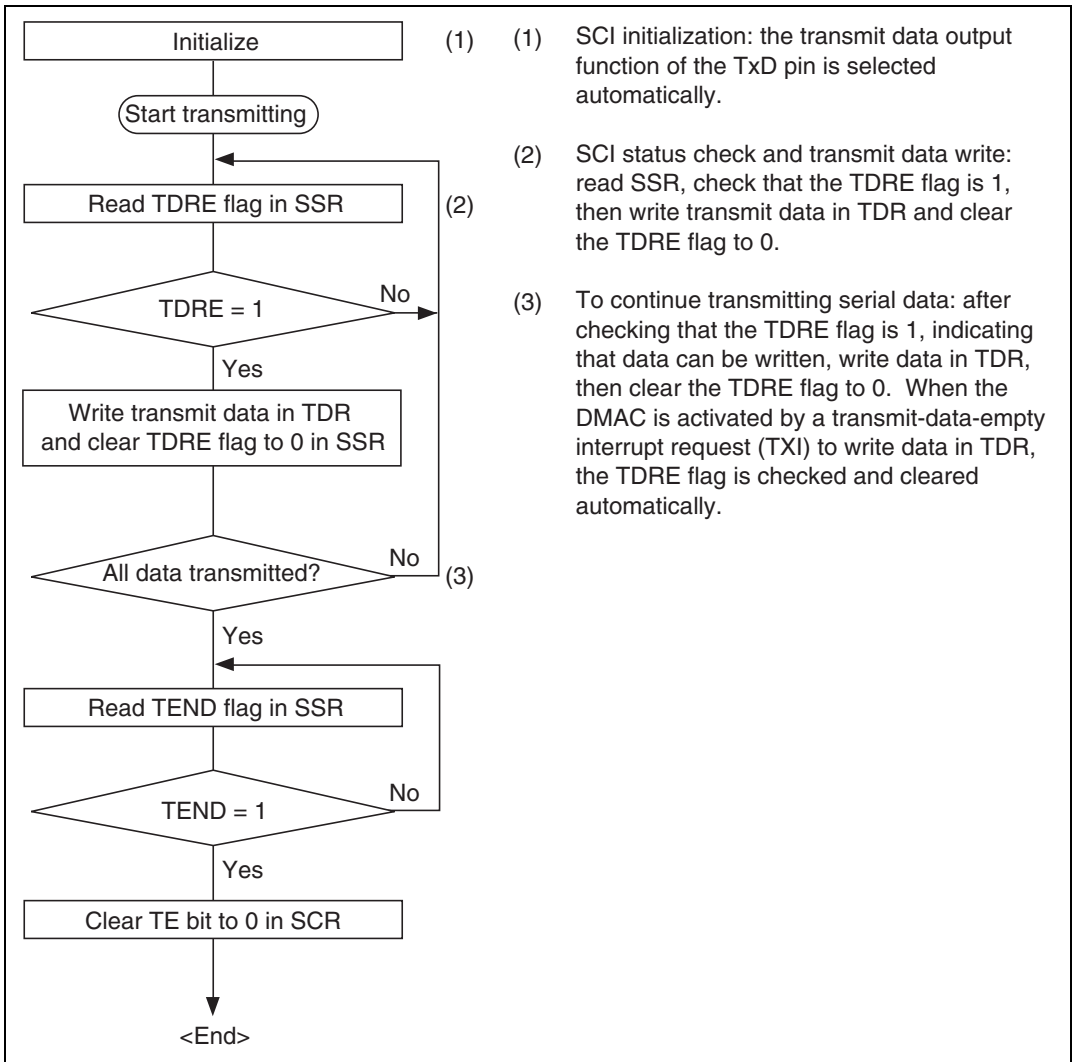 Initialize (1)
Start transmitting
Read TDRE flag in SSR (2)
TDRE = 1
No
Yes
Write transmit data in TDR
and clear TDRE flag to 0 in SSR
All data transmitted?
No
(3)
Yes
Read TEND flag in SSR
TEND = 1
No
Yes
Clear TE bit to 0 in SCR
<End>
(1) SCI initialization: the transmit data output
function of the TxD pin is selected
automatically.
(2) SCI status check and transmit data write:
read SSR, check that the TDRE flag is 1,
then write transmit data in TDR and clear
the TDRE flag to 0.
(3) To continue transmitting serial data: after
checking that the TDRE flag is 1, indicating
that data can be written, write data in TDR,
then clear the TDRE flag to 0. When the
DMAC is activated by a transmit-data-empty
interrupt request (TXI) to write data in TDR,
the TDRE flag is checked and cleared
automatically.